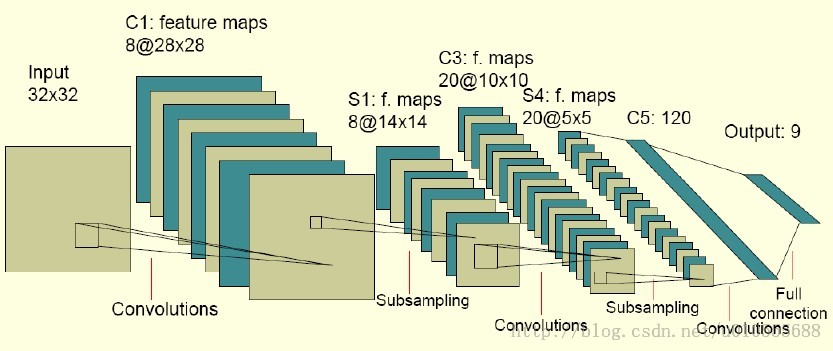 C1: feature maps
8@28x28
Input
32x32
S1: f. maps
8@14x14
C3: f. maps
20@10x10
S4: f. maps
20@5x5
C5: 120
Output: 9
Convolutions
Subsampling
Convolutions
Subsampling
Convolutions
Full
connection